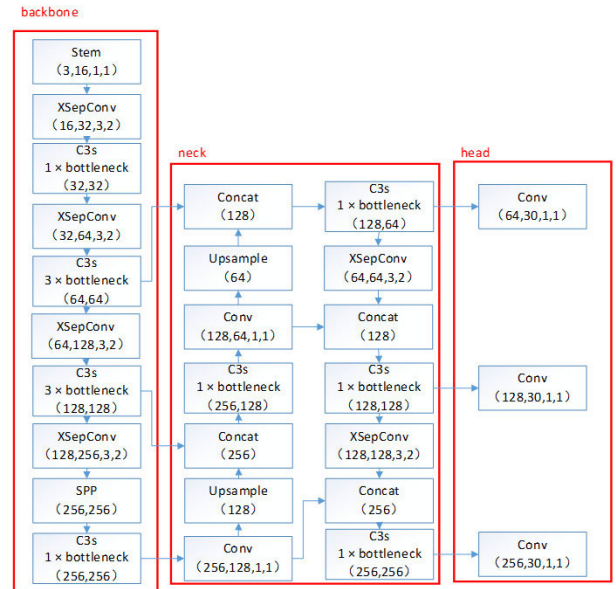 backbone
Stem
(3,16,1,1)
XSepConv
(16,32,3,2)
C3s
1 × bottleneck
(32,32)
XSepConv
(32,64,3,2)
C3s
3 × bottleneck
(64,64)
XSepConv
(64,128,3,2)
C3s
3 × bottleneck
(128,128)
XSepConv
(128,256,3,2)
SPP
(256,256)
C3s
1 × bottleneck
(256,256)
neck
Concat
(128)
Upsample
(64)
Conv
(128,64,1,1)
C3s
1 × bottleneck
(256,128)
Concat
(256)
Upsample
(128)
Conv
(256,128,1,1)
C3s
1 × bottleneck
(128,64)
XSepConv
(64,64,3,2)
Concat
(128)
C3s
1 × bottleneck
(128,128)
XSepConv
(128,128,3,2)
Concat
(256)
C3s
1 × bottleneck
(256,256)
head
Conv
(64,30,1,1)
Conv
(128,30,1,1)
Conv
(256,30,1,1)